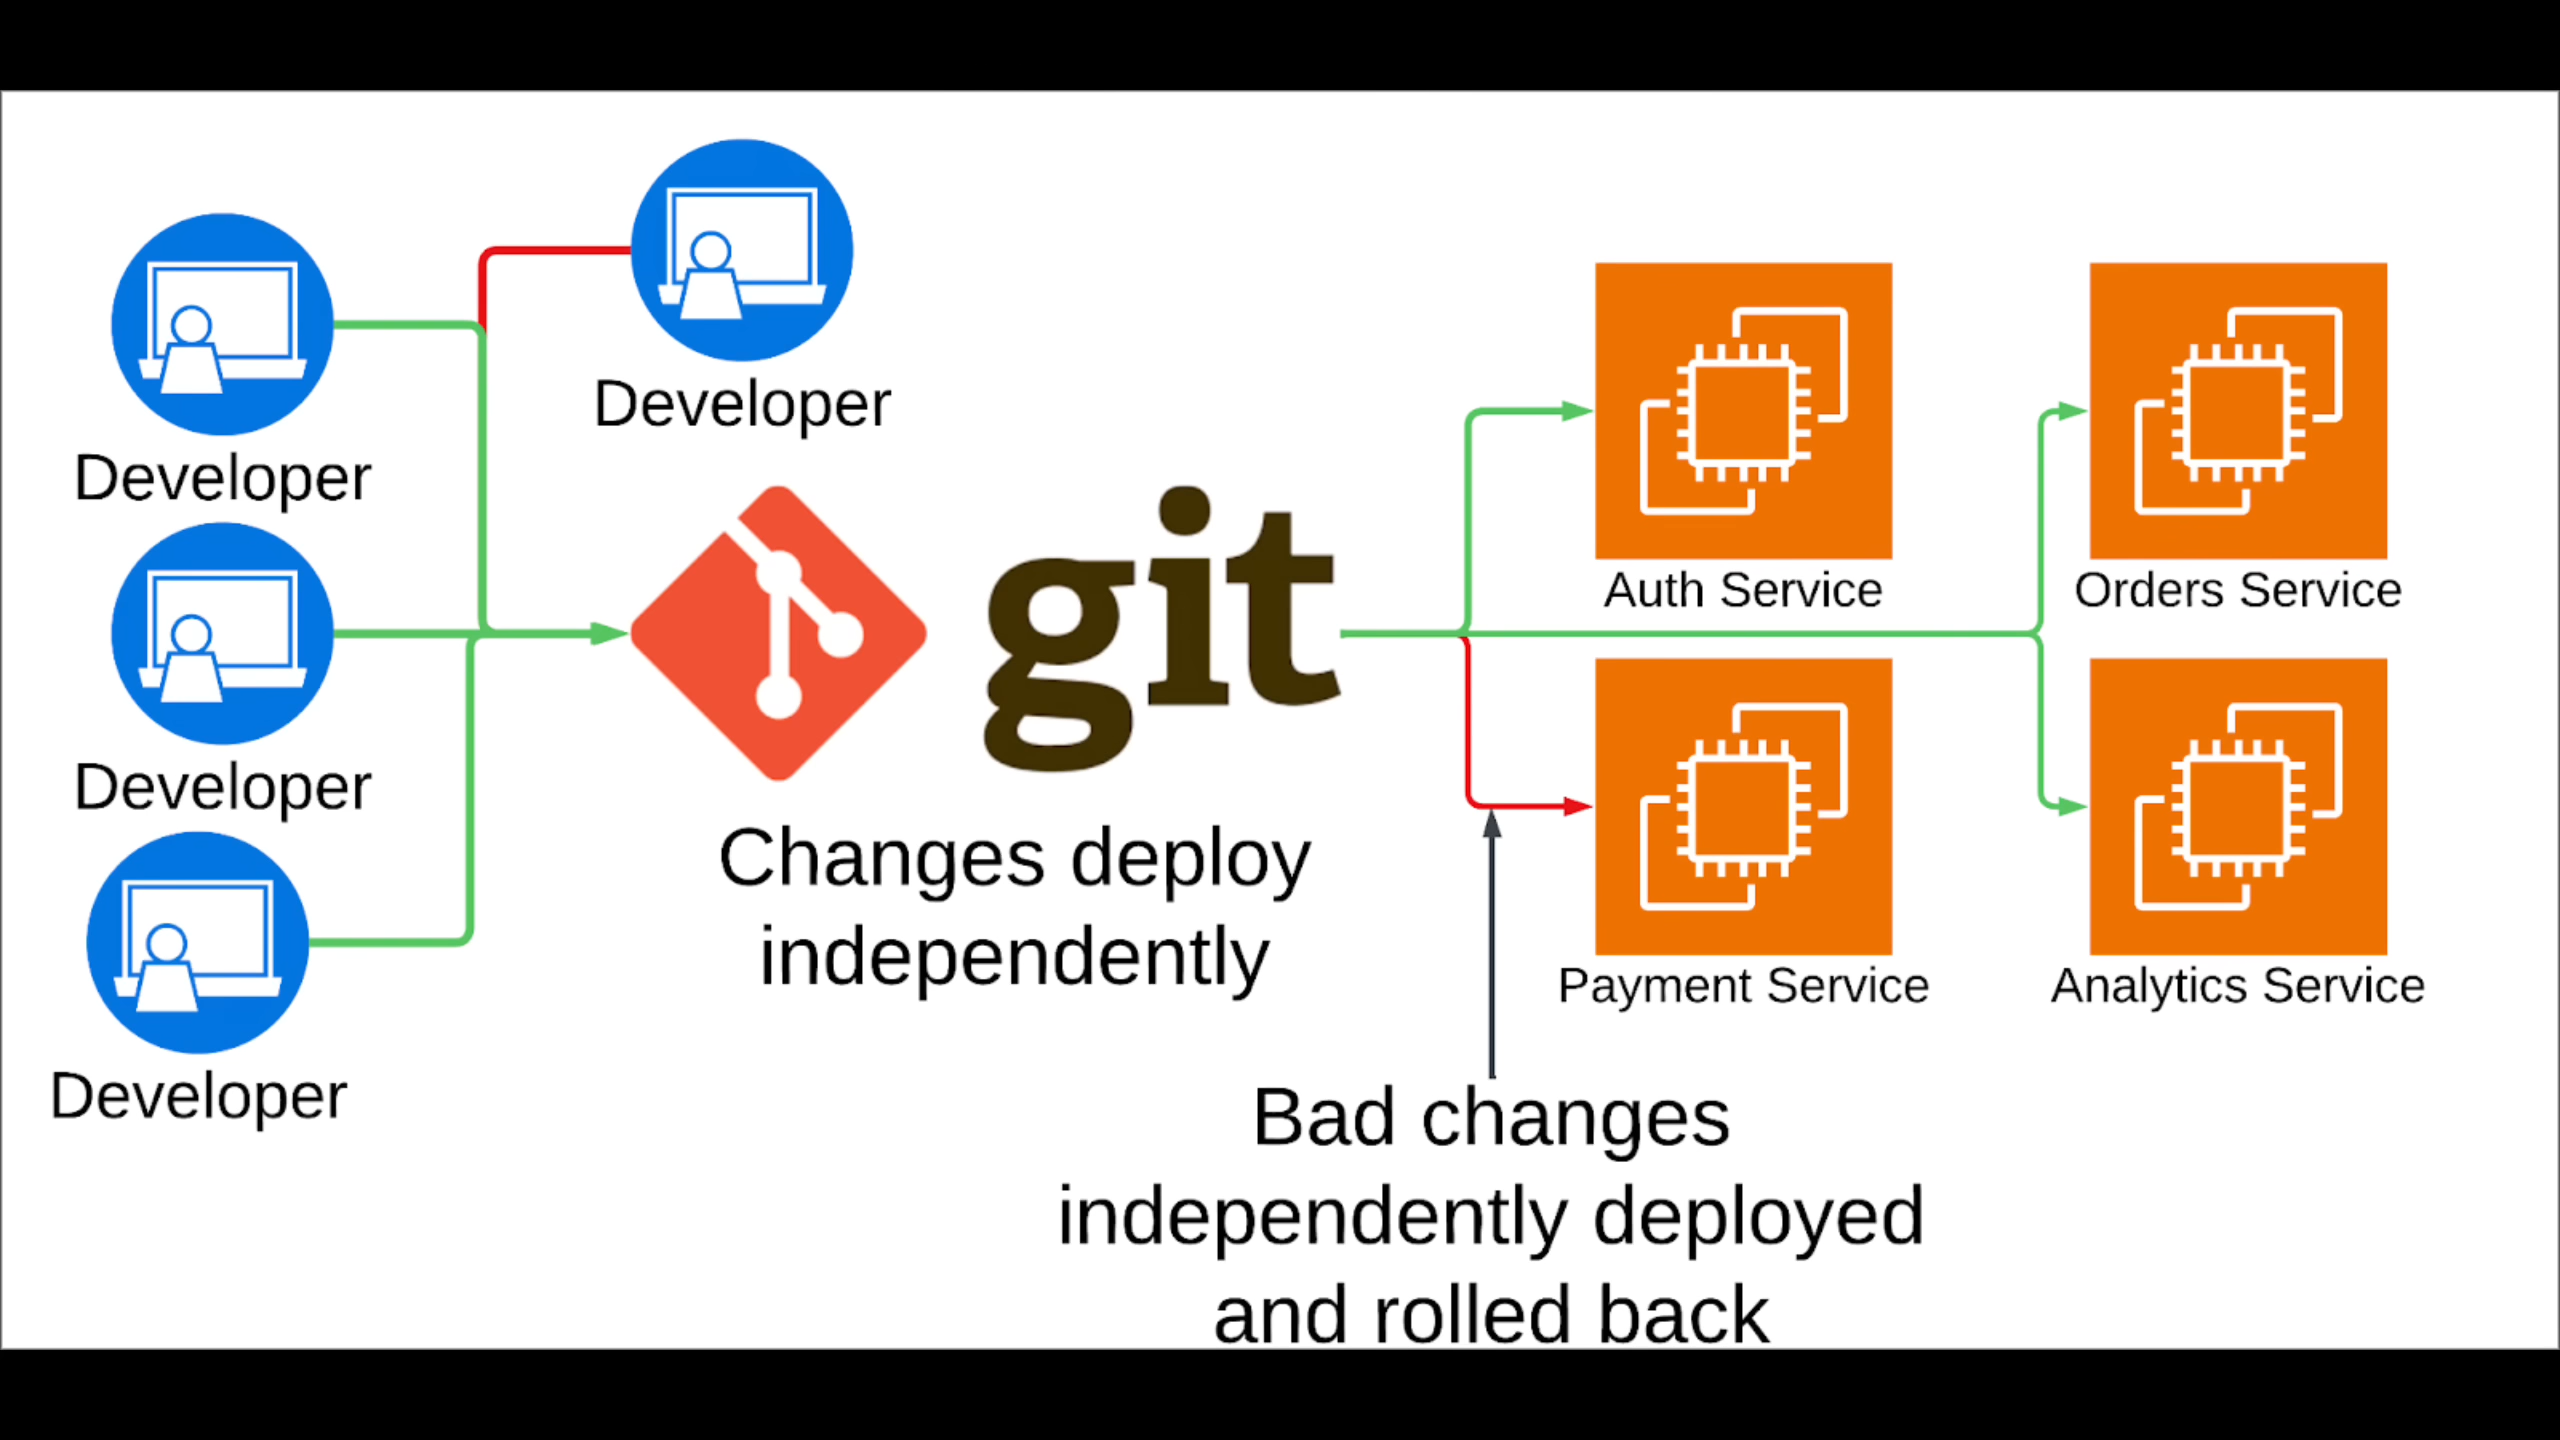 Developer
Developer
Developer
Developer
git
Changes deploy
independently
Auth Service
Orders Service
Payment Service
Analytics Service
Bad changes
independently deployed
and rolled back